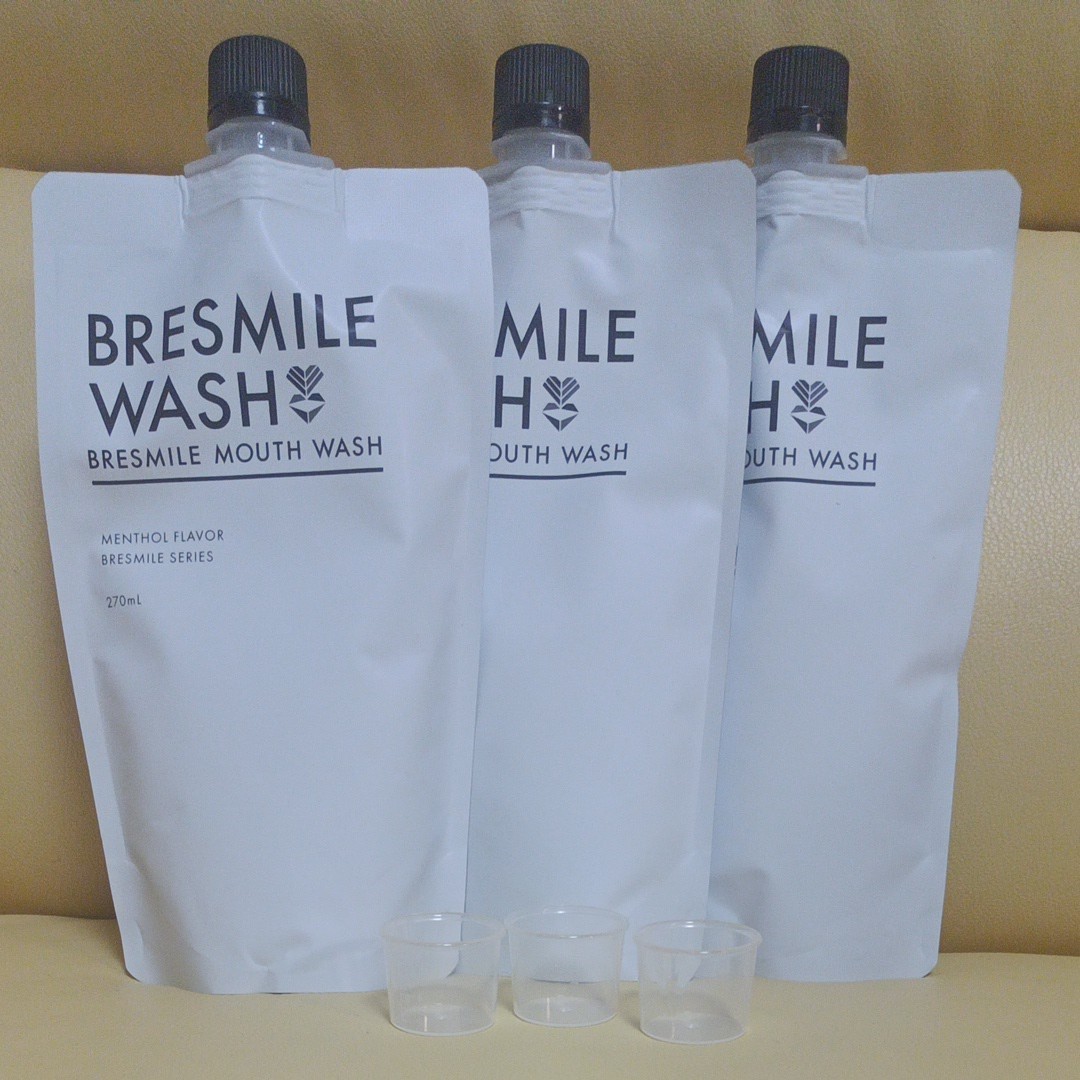 BRESMILE
WASH
BRESMILE MOUTH WASH
MENTHOL FLAVOR
BRESMILE SERIES
270mL
MILE
H
OUTH WASH
MILE
H
OUTH WASH